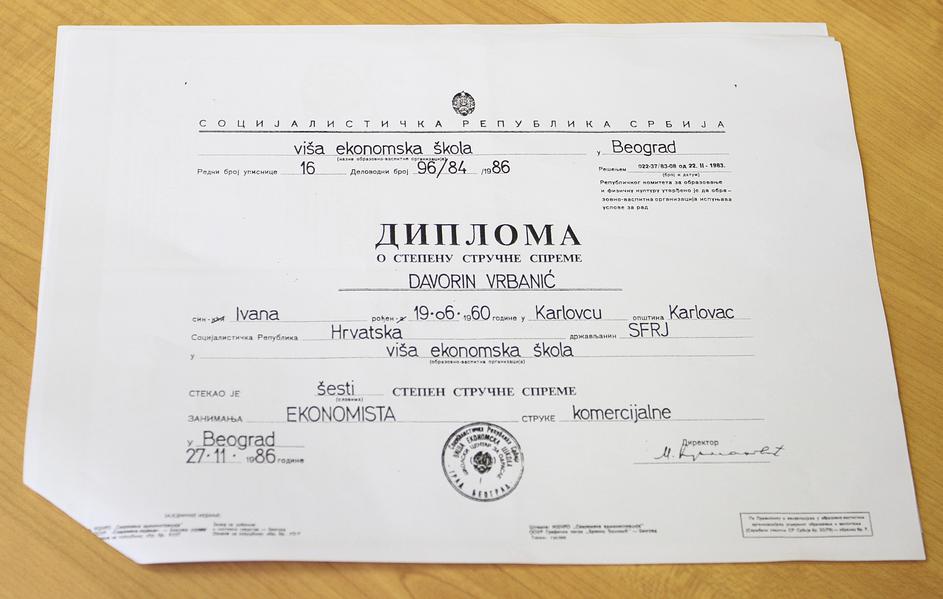 СОЦИЈАЛИСТИЧКА РЕПУБЛИКА СРБИЈА
viša ekonomska škola у Beograd
(назив образовно-васпитне организације)
Редни број уписнице 16 Деловодни број 96/84 /1986
Решењем 022-37/83-08 од 22. II - 1983.
(број и датум)
Републичког комитета за образовање
и физичку културу утврђено је да обра-
зовно-васпитна организација испуњава
услове за рад
ДИПЛОМА
О СТЕПЕНУ СТРУЧНЕ СПРЕМЕ
DAVORIN VRBANIĆ
син Ivana рођен 19.06.1960 године у Karlovcu општина Karlovac
Социјалистичка Република Hrvatska држављанин SFRJ
у viša ekonomska škola
(образовно-васпитна организација)
СТЕКАО ЈЕ šesti СТЕПЕН СТРУЧНЕ СПРЕМЕ
(словима)
ЗАНИМАЊА EKONOMISTA СТРУКЕ komercijalne
у Beograd
27.11. 1986 године
Директор
БЕОГРАД